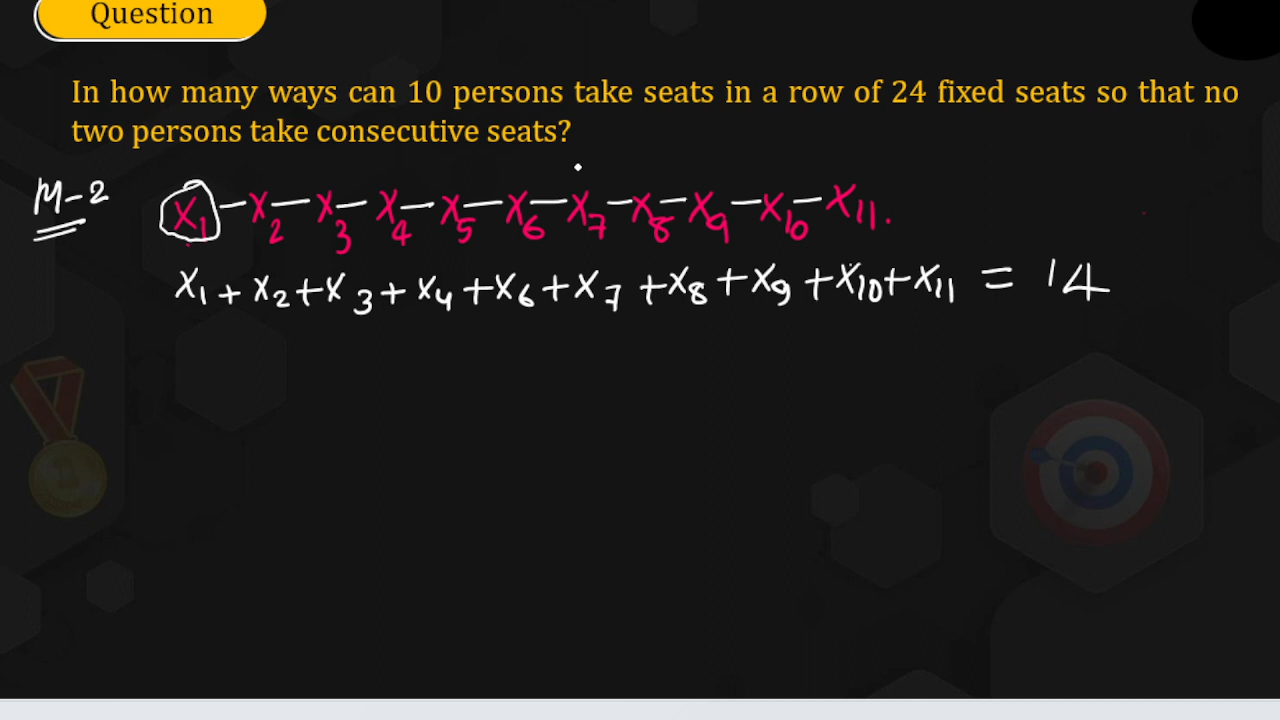 Question
In how many ways can 10 persons take seats in a row of 24 fixed seats so that no
two persons take consecutive seats?
M-2 x₁ – x₂ – x₃ – x₄ – x₅ – x₆ – x₇ – x₈ – x₉ – x₁₀ – x₁₁.
x₁ + x₂ + x₃ + x₄ + x₆ + x₇ + x₈ + x₉ + x₁₀ + x₁₁ = 14